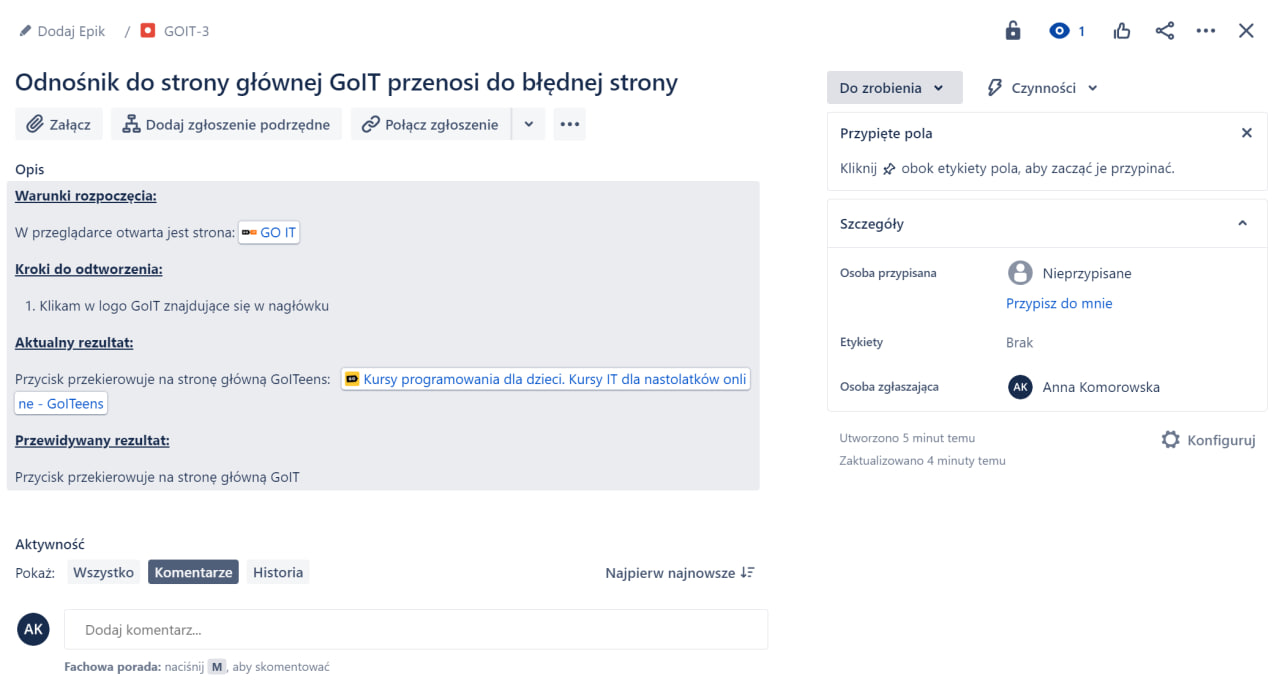 Dodaj Epik / GOIT-3
1
Odnośnik do strony głównej GoIT przenosi do błędnej strony
Do zrobienia
Czynności
Załącz
Dodaj zgłoszenie podrzędne
Połącz zgłoszenie
Przypięte pola
Kliknij obok etykiety pola, aby zacząć je przypinać.
Opis
Warunki rozpoczęcia:
W przeglądarce otwarta jest strona: GO IT
Kroki do odtworzenia:
1. Klikam w logo GoIT znajdujące się w nagłówku
Aktualny rezultat:
Przycisk przekierowuje na stronę główną GoITeens: Kursy programowania dla dzieci. Kursy IT dla nastolatków onli
ne - GoITeens
Przewidywany rezultat:
Przycisk przekierowuje na stronę główną GoIT
Szczegóły
Osoba przypisana
Nieprzypisane
Przypisz do mnie
Etykiety
Brak
Osoba zgłaszająca
AK Anna Komorowska
Utworzono 5 minut temu
Zaktualizowano 4 minuty temu
Konfiguruj
Aktywność
Pokaż: Wszystko Komentarze Historia
Najpierw najnowsze
AK
Dodaj komentarz...
Fachowa porada: naciśnij M, aby skomentować